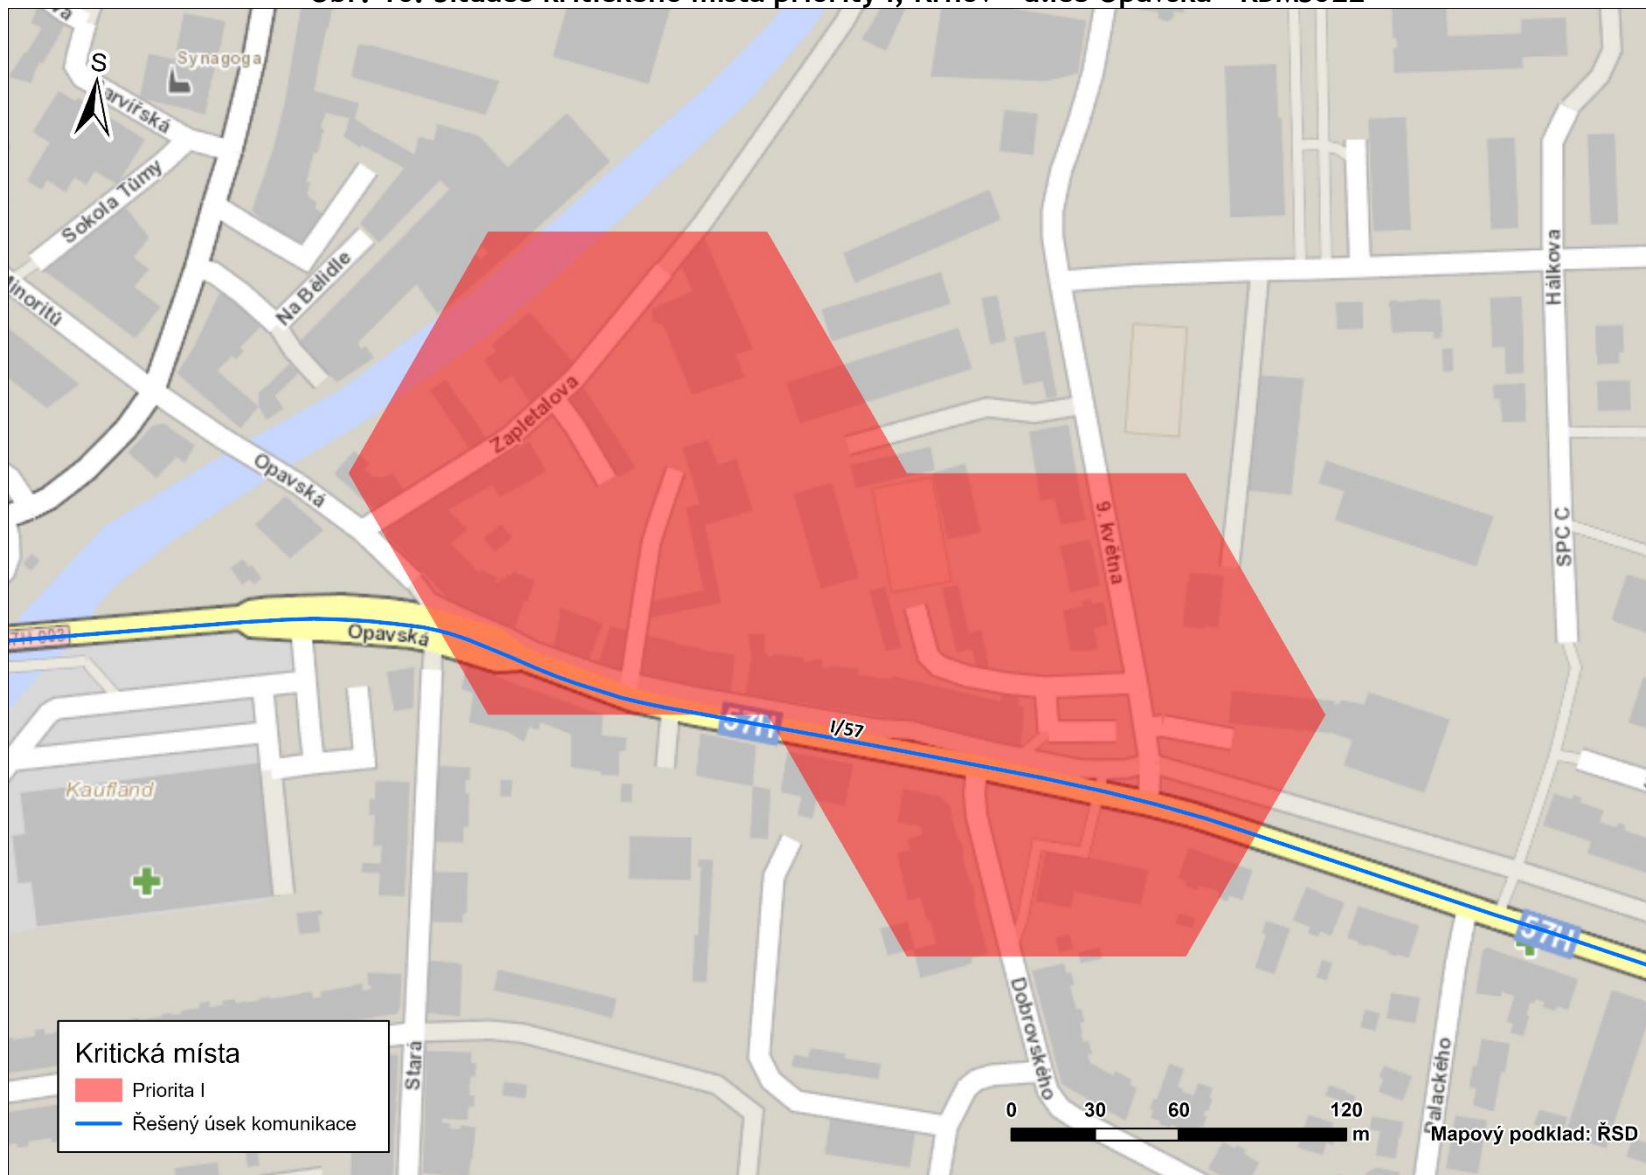 S
Synagoga
Sokola Tůmy
Na Bělidle
Minoritů
Zapletalova
Opavská
Opavská
9. května
Hálkova
SPC C
57H
I/57
Kaufland
57H
Dobrovského
Stará
Palackého
Kritická místa
Priorita I
Řešený úsek komunikace
0 30 60 120
m
Mapový podklad: ŘSD